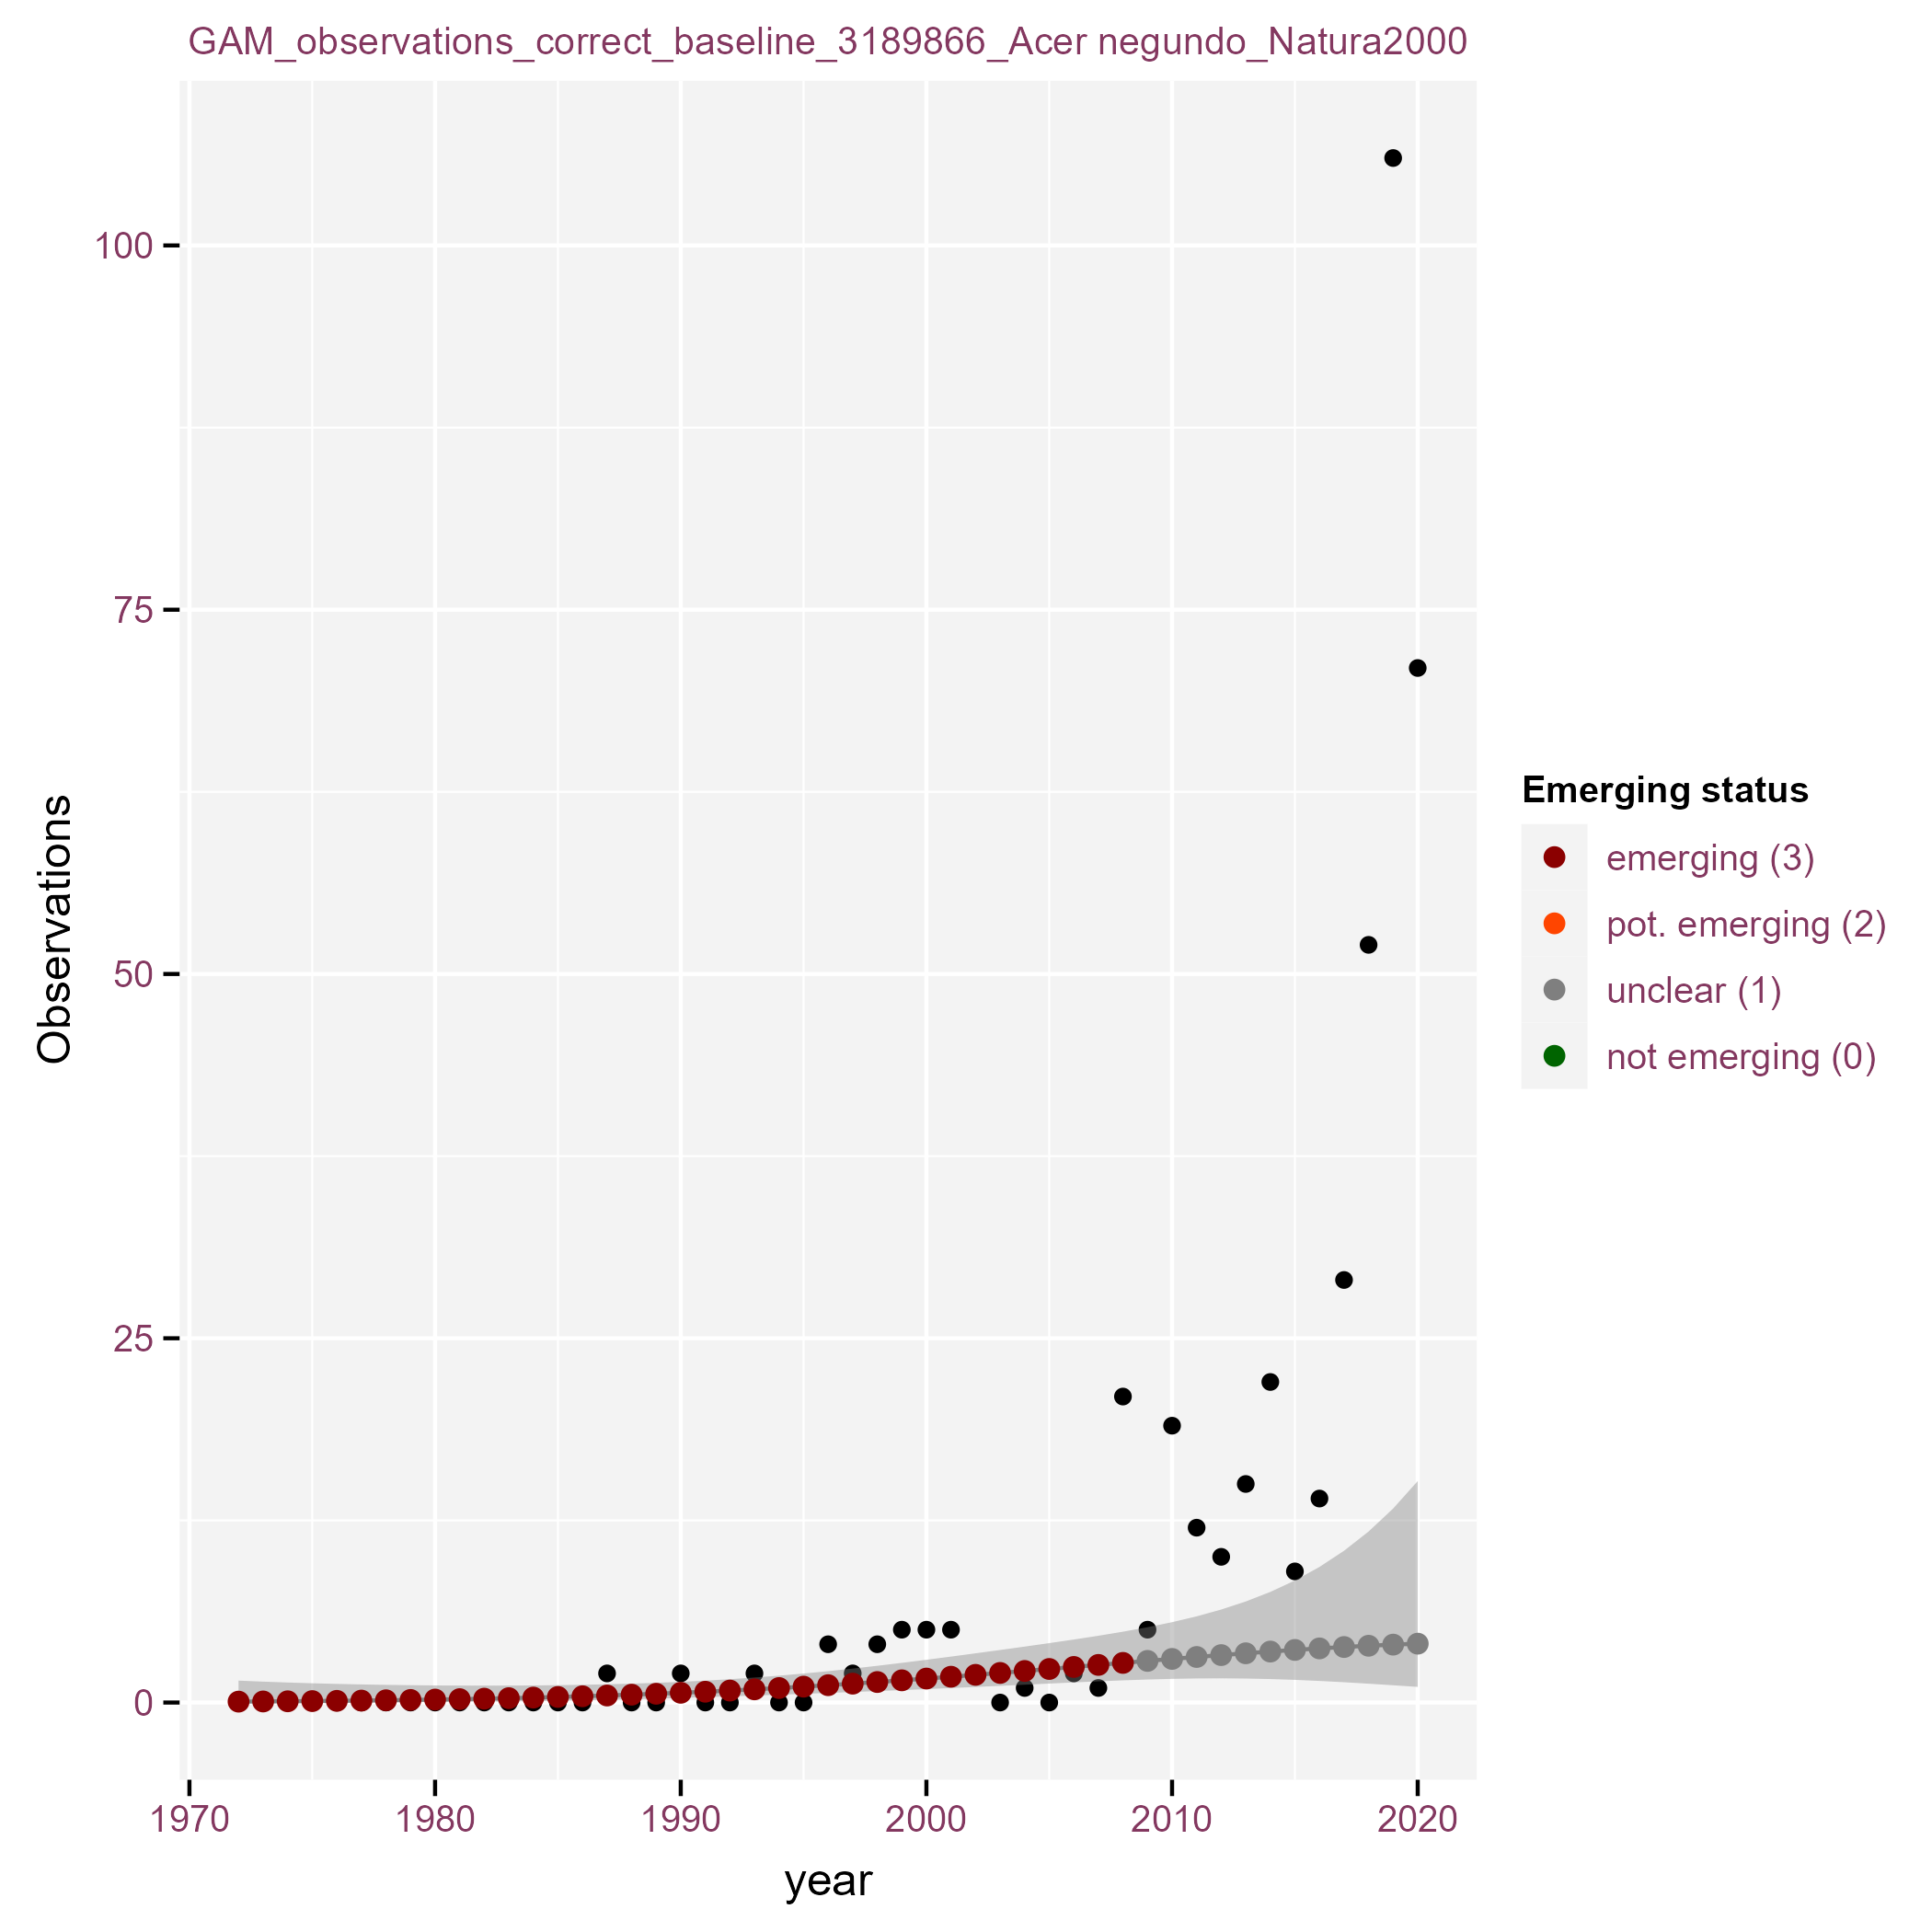 GAM_observations_correct_baseline_3189866_Acer negundo_Natura2000
100
75
50
25
0
Observations
1970 1980 1990 2000 2010 2020
year
Emerging status
emerging (3)
pot. emerging (2)
unclear (1)
not emerging (0)